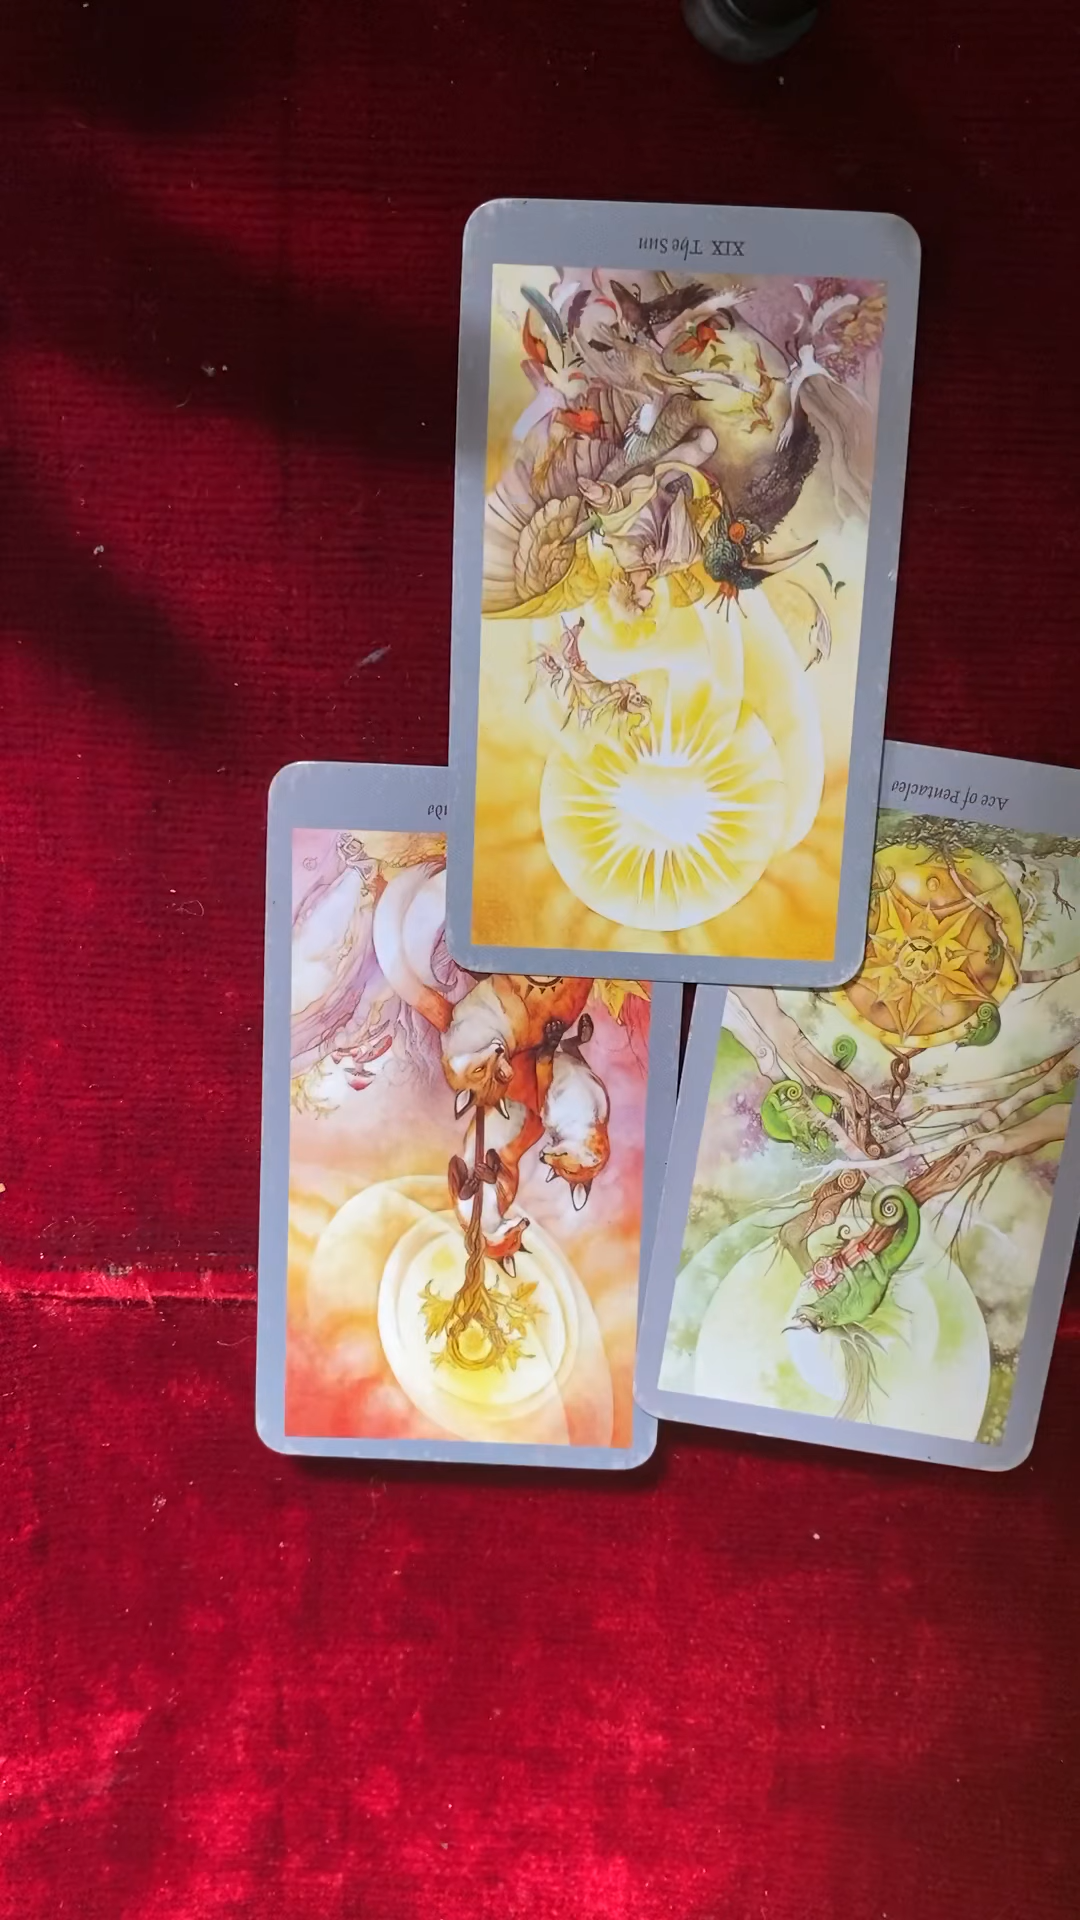 XIX The Sun
Ace of Pentacles